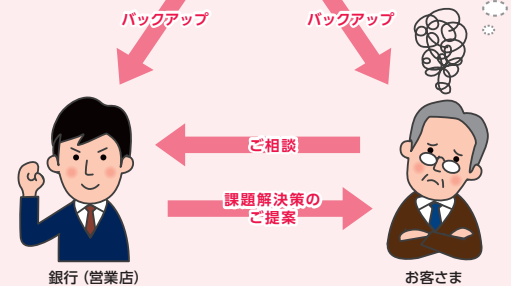 バックアップ
バックアップ
ご相談
課題解決策の
ご提案
銀行（営業店）
お客さま